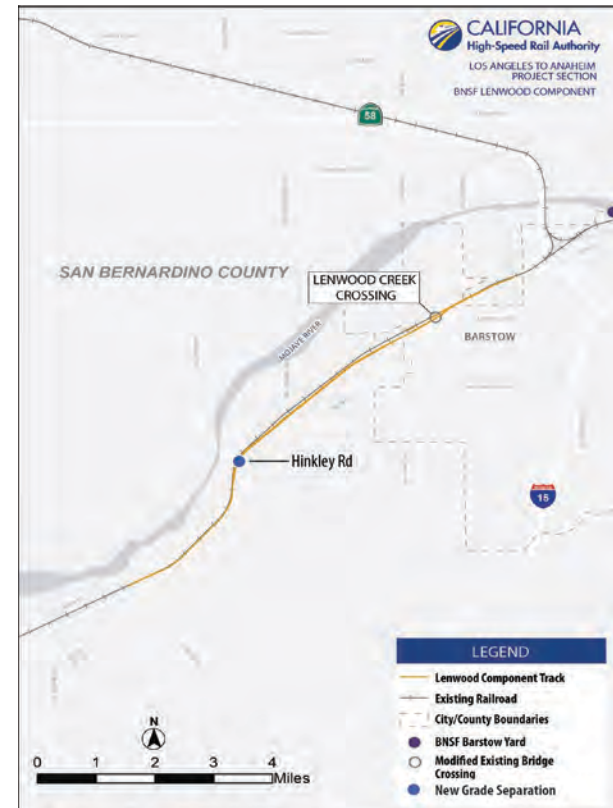 CALIFORNIA
High-Speed Rail Authority
LOS ANGELES TO ANAHEIM
PROJECT SECTION
BNSF LENWOOD COMPONENT
58
SAN BERNARDINO COUNTY
LENWOOD CREEK
CROSSING
MOJAVE RIVER
BARSTOW
Hinkley Rd
15
LEGEND
Lenwood Component Track
Existing Railroad
City/County Boundaries
BNSF Barstow Yard
Modified Existing Bridge
Crossing
New Grade Separation
N
0 1 2 3 4
Miles